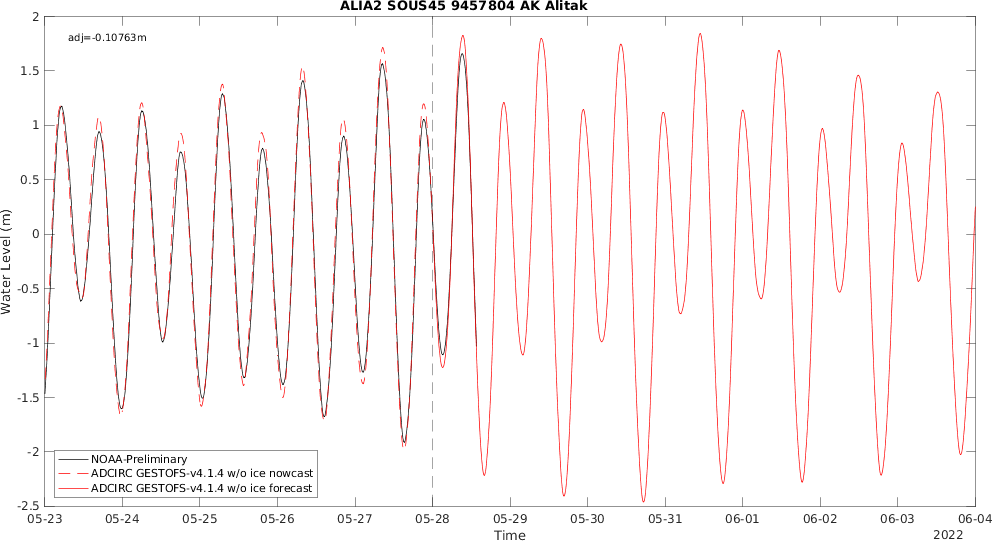 ALIA2 SOUS45 9457804 AK Alitak
adj=-0.10763m
2
1.5
1
0.5
0
-0.5
-1
-1.5
-2
-2.5
Water Level (m)
NOAA-Preliminary
ADCIRC GESTOFS-v4.1.4 w/o ice nowcast
ADCIRC GESTOFS-v4.1.4 w/o ice forecast
05-23 05-24 05-25 05-26 05-27 05-28 05-29 05-30 05-31 06-01 06-02 06-03 06-04
Time
2022